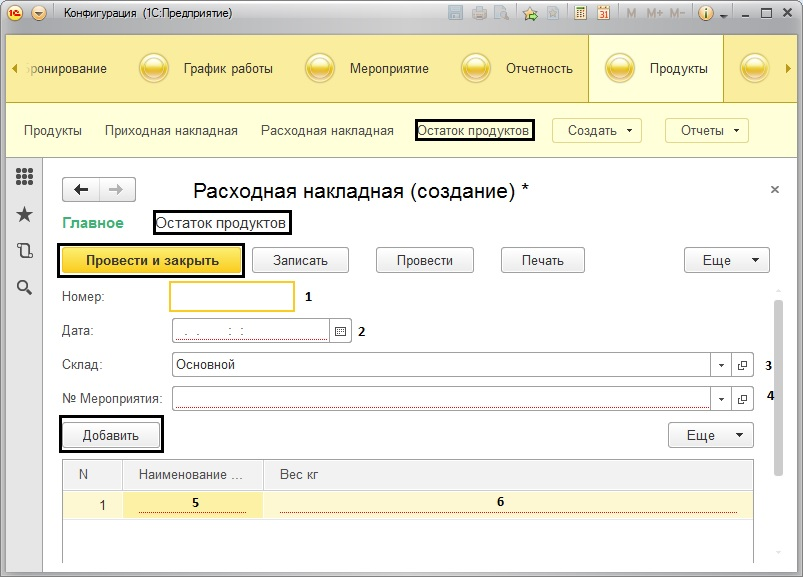 Конфигурация (1С:Предприятие)
31 M M+ M-
бронирование График работы Мероприятие Отчетность Продукты
Продукты Приходная накладная Расходная накладная Остаток продуктов Создать Отчеты
Расходная накладная (создание) *
Главное Остаток продуктов
Провести и закрыть Записать Провести Печать Еще
Номер: 1
Дата: . . : : 2
Склад: Основной 3
№ Мероприятия: 4
Добавить Еще
N Наименование ... Вес кг
1 5 6